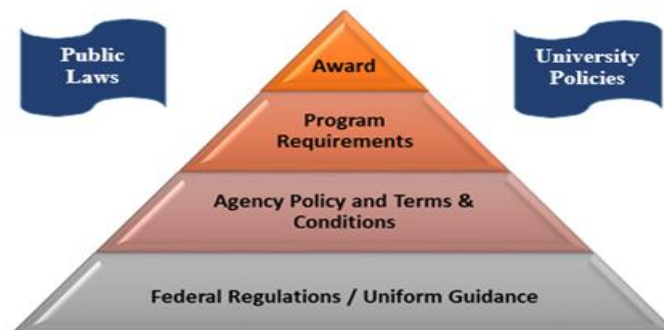 Public
Laws
University
Policies
Award
Program
Requirements
Agency Policy and Terms &
Conditions
Federal Regulations / Uniform Guidance